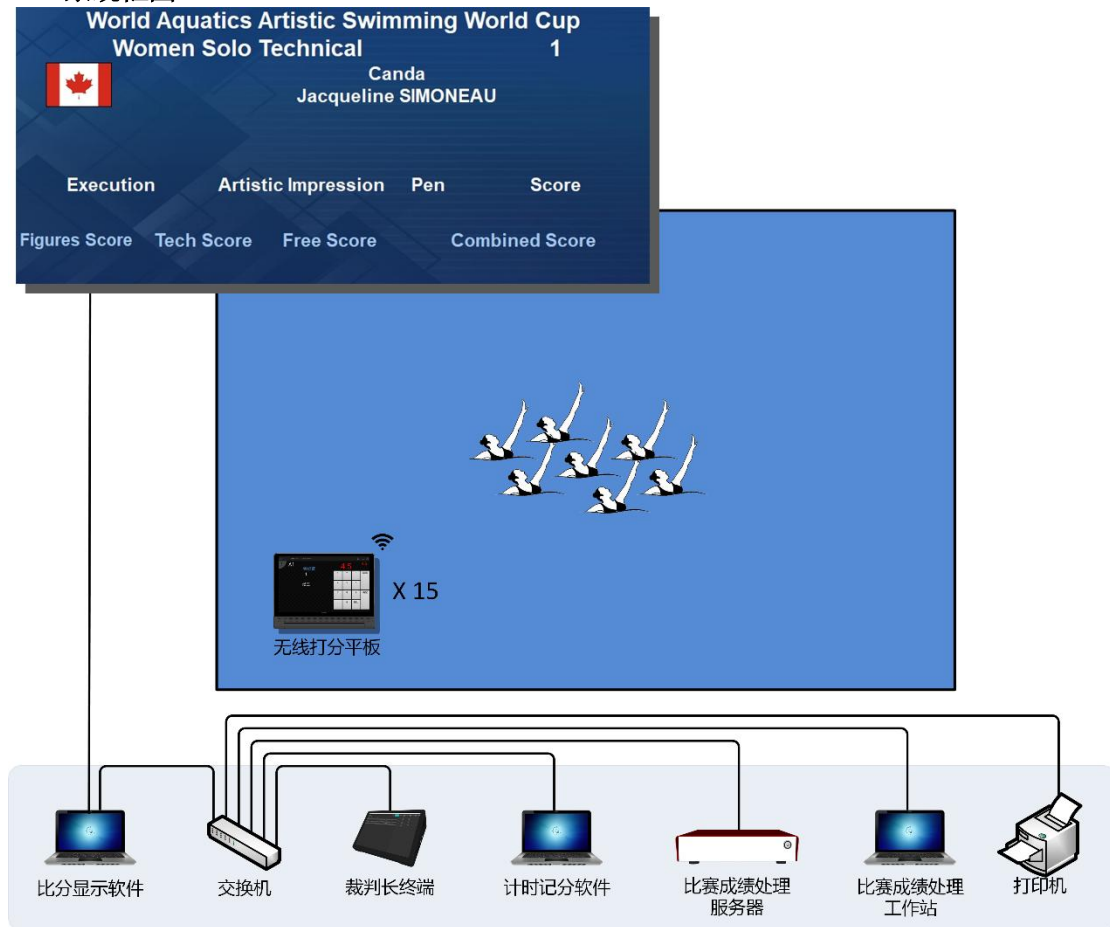 World Aquatics Artistic Swimming World Cup
Women Solo Technical 1
Canda
Jacqueline SIMONEAU
Execution Artistic Impression Pen Score
Figures Score Tech Score Free Score Combined Score
X 15
无线打分平板
比分显示软件 交换机 裁判长终端 计时记分软件 比赛成绩处理 比赛成绩处理 打印机
服务器 工作站